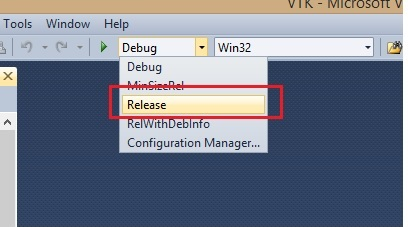 VTK - Microsoft V
Tools Window Help
Debug Win32
Debug
MinSizeRel
Release
RelWithDebInfo
Configuration Manager...